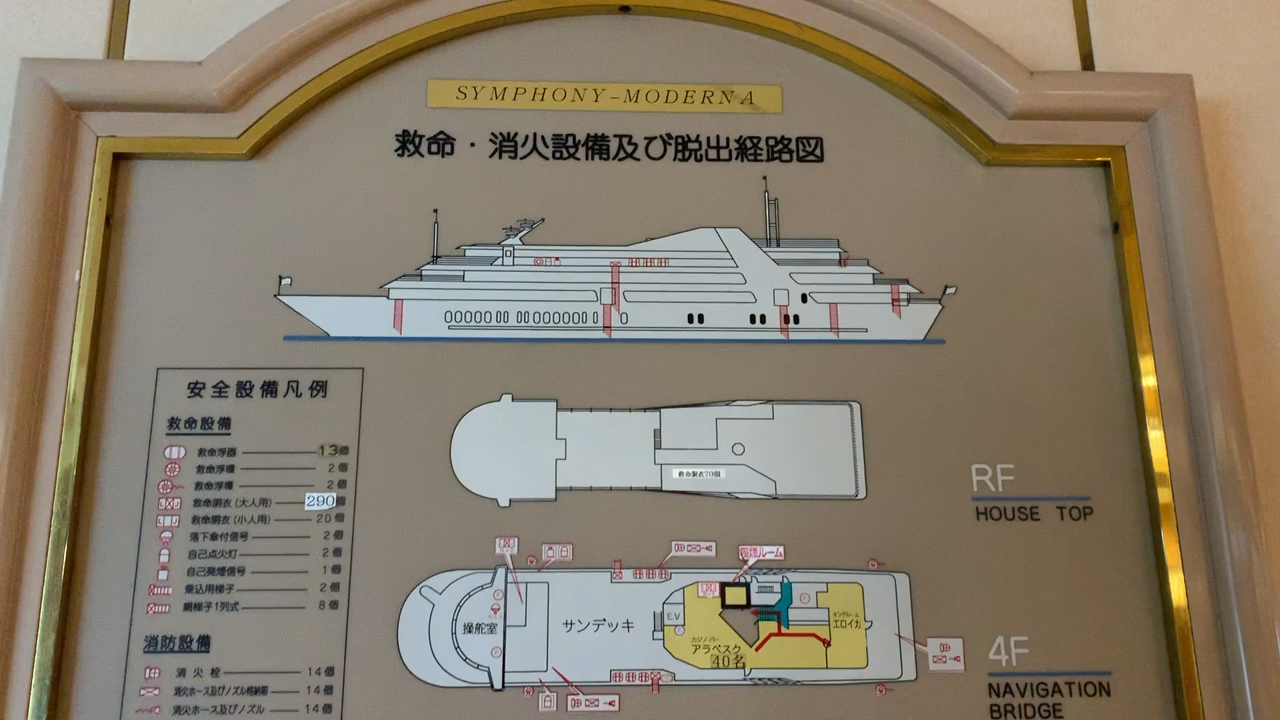 SYMPHONY-MODERNA
救命・消火設備及び脱出経路図
安全設備凡例
救命設備
救命浮器 13個
救命浮環 2個
救命浮環 2個
救命胴衣(大人用) 290個
救命胴衣(小人用) 20個
落下傘付信号 2個
自己点火灯 2個
自己発煙信号 1個
乗込用梯子 2個
網梯子1列式 8個
消防設備
消火栓 14個
消火ホース及びノズル格納箱 14個
消火ホース及びノズル 14個
救命胴衣70個
RF
HOUSE TOP
喫煙ルーム
操舵室
サンデッキ
E.V
アラベスク
40名
キングルーム
エロイカ
4F
NAVIGATION
BRIDGE